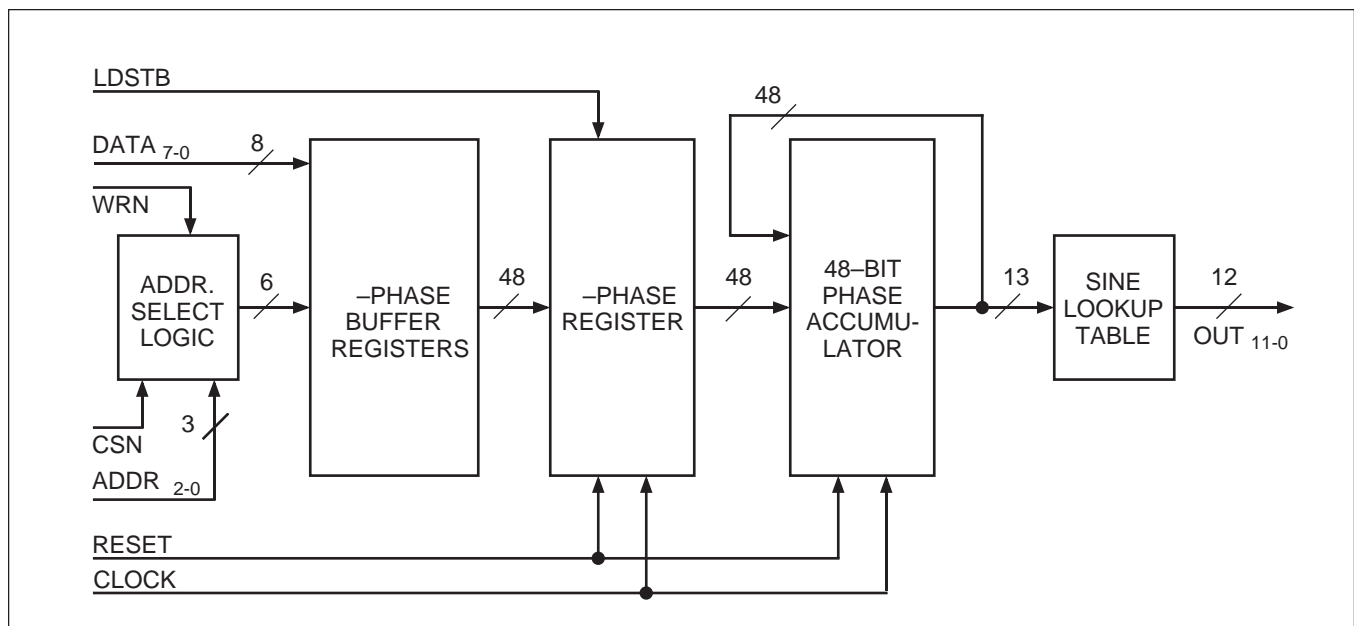 LDSTB
DATA 7-0
8
WRN
ADDR.
SELECT
LOGIC
6
CSN
3
ADDR 2-0
–PHASE
BUFFER
REGISTERS
48
–PHASE
REGISTER
48
48
48–BIT
PHASE
ACCUMU-
LATOR
13
SINE
LOOKUP
TABLE
12
OUT 11-0
RESET
CLOCK